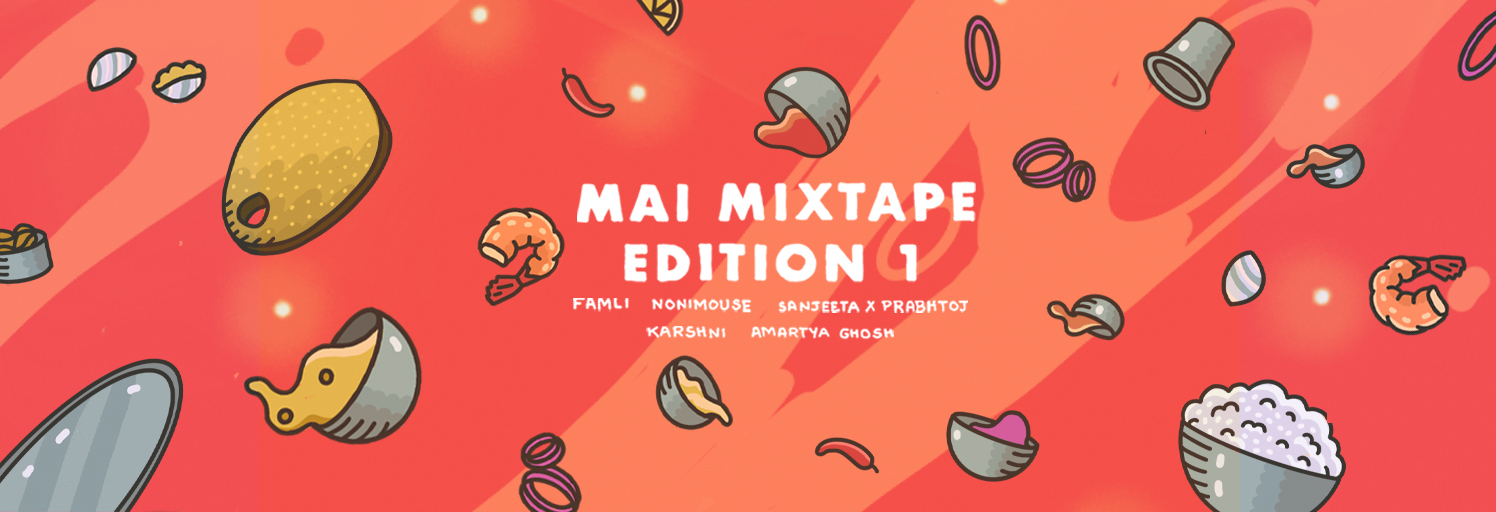 MAI MIXTAPE
EDITION 1
FAMLI NONIMOUSE SANJEETA X PRABHTOJ
KARSHNI AMARTYA GHOSH